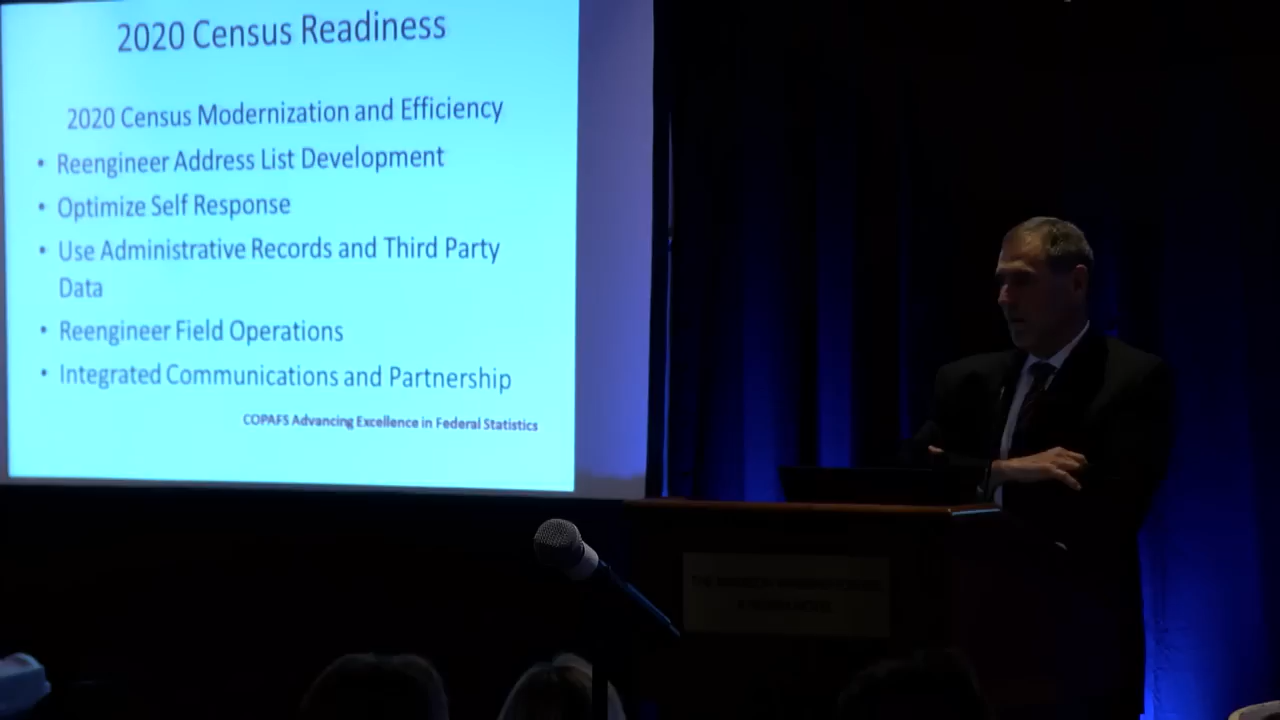 2020 Census Readiness
2020 Census Modernization and Efficiency
• Reengineer Address List Development
• Optimize Self Response
• Use Administrative Records and Third Party
Data
• Reengineer Field Operations
• Integrated Communications and Partnership
COPAFS Advancing Excellence in Federal Statistics